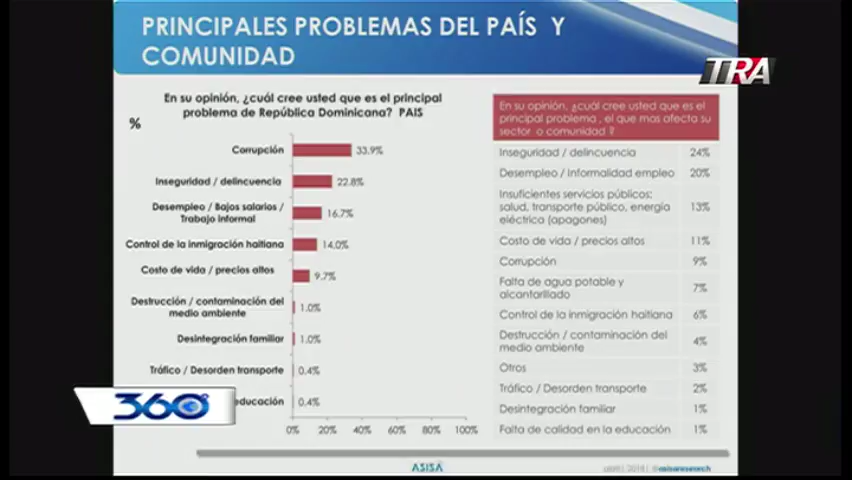 PRINCIPALES PROBLEMAS DEL PAÍS Y
COMUNIDAD
TRA
En su opinión, ¿cuál cree usted que es el principal
problema de República Dominicana? PAIS
%
Corrupción 33.9%
Inseguridad / delincuencia 22.8%
Desempleo / Bajos salarios /
Trabajo informal 16.7%
Control de la inmigración haitiana 14.0%
Costo de vida / precios altos 9.7%
Destrucción / contaminación del
medio ambiente 1.0%
Desintegración familiar 1.0%
Tráfico / Desorden transporte 0.4%
educación 0.4%
0% 20% 40% 60% 80% 100%
En su opinión, ¿cuál cree usted que es el
principal problema , el que mas afecta su
sector o comunidad ?
Inseguridad / delincuencia 24%
Desempleo / Informalidad empleo 20%
Insuficientes servicios públicos:
salud, transporte público, energía
eléctrica (apagones) 13%
Costo de vida / precios altos 11%
Corrupción 9%
Falta de agua potable y
alcantarillado 7%
Control de la inmigración haitiana 6%
Destrucción / contaminación del
medio ambiente 4%
Otros 3%
Tráfico / Desorden transporte 2%
Desintegración familiar 1%
Falta de calidad en la educación 1%
360°
ASISA
@asisaresearch